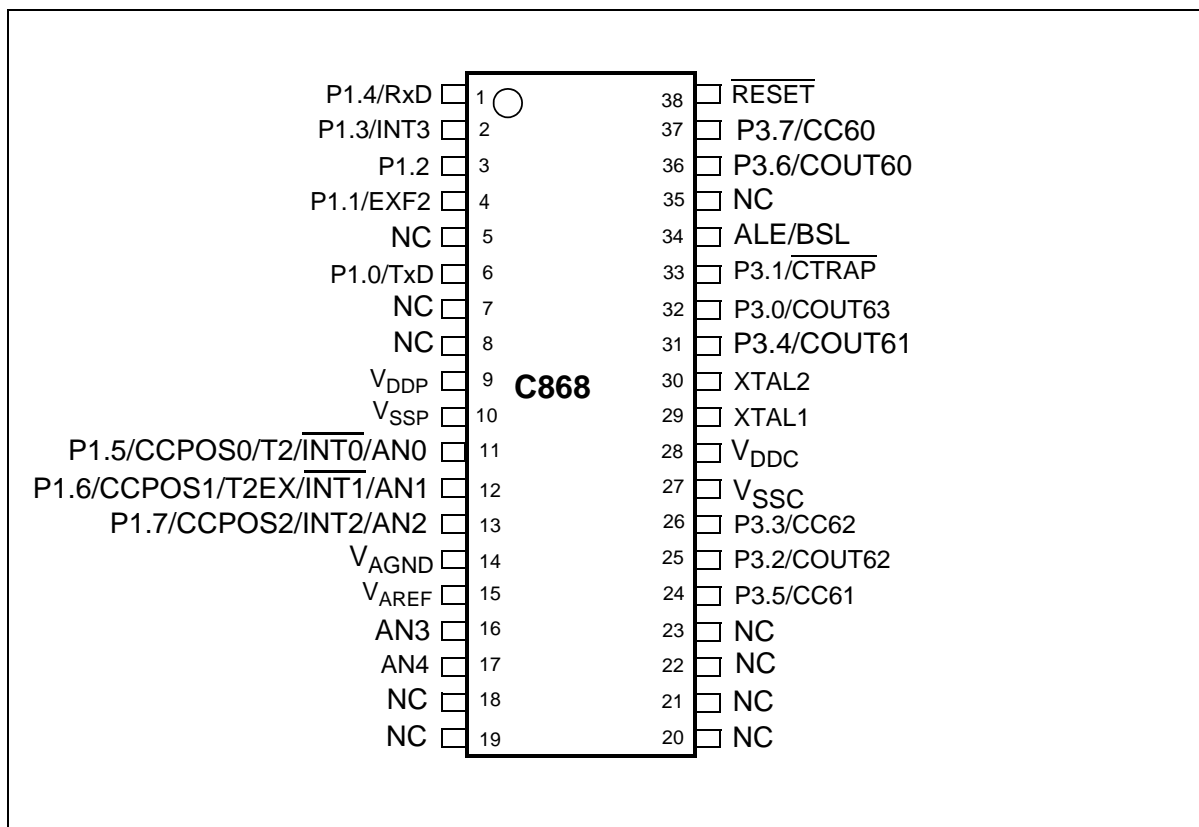 P1.4/RxD 1 38 RESET
P1.3/INT3 2 37 P3.7/CC60
P1.2 3 36 P3.6/COUT60
P1.1/EXF2 4 35 NC
NC 5 34 ALE/BSL
P1.0/TxD 6 33 P3.1/CTRAP
NC 7 32 P3.0/COUT63
NC 8 31 P3.4/COUT61
VDDP 9 C868 30 XTAL2
VSSP 10 29 XTAL1
P1.5/CCPOS0/T2/INT0/AN0 11 28 VDDC
P1.6/CCPOS1/T2EX/INT1/AN1 12 27 VSSC
P1.7/CCPOS2/INT2/AN2 13 26 P3.3/CC62
VAGND 14 25 P3.2/COUT62
VAREF 15 24 P3.5/CC61
AN3 16 23 NC
AN4 17 22 NC
NC 18 21 NC
NC 19 20 NC